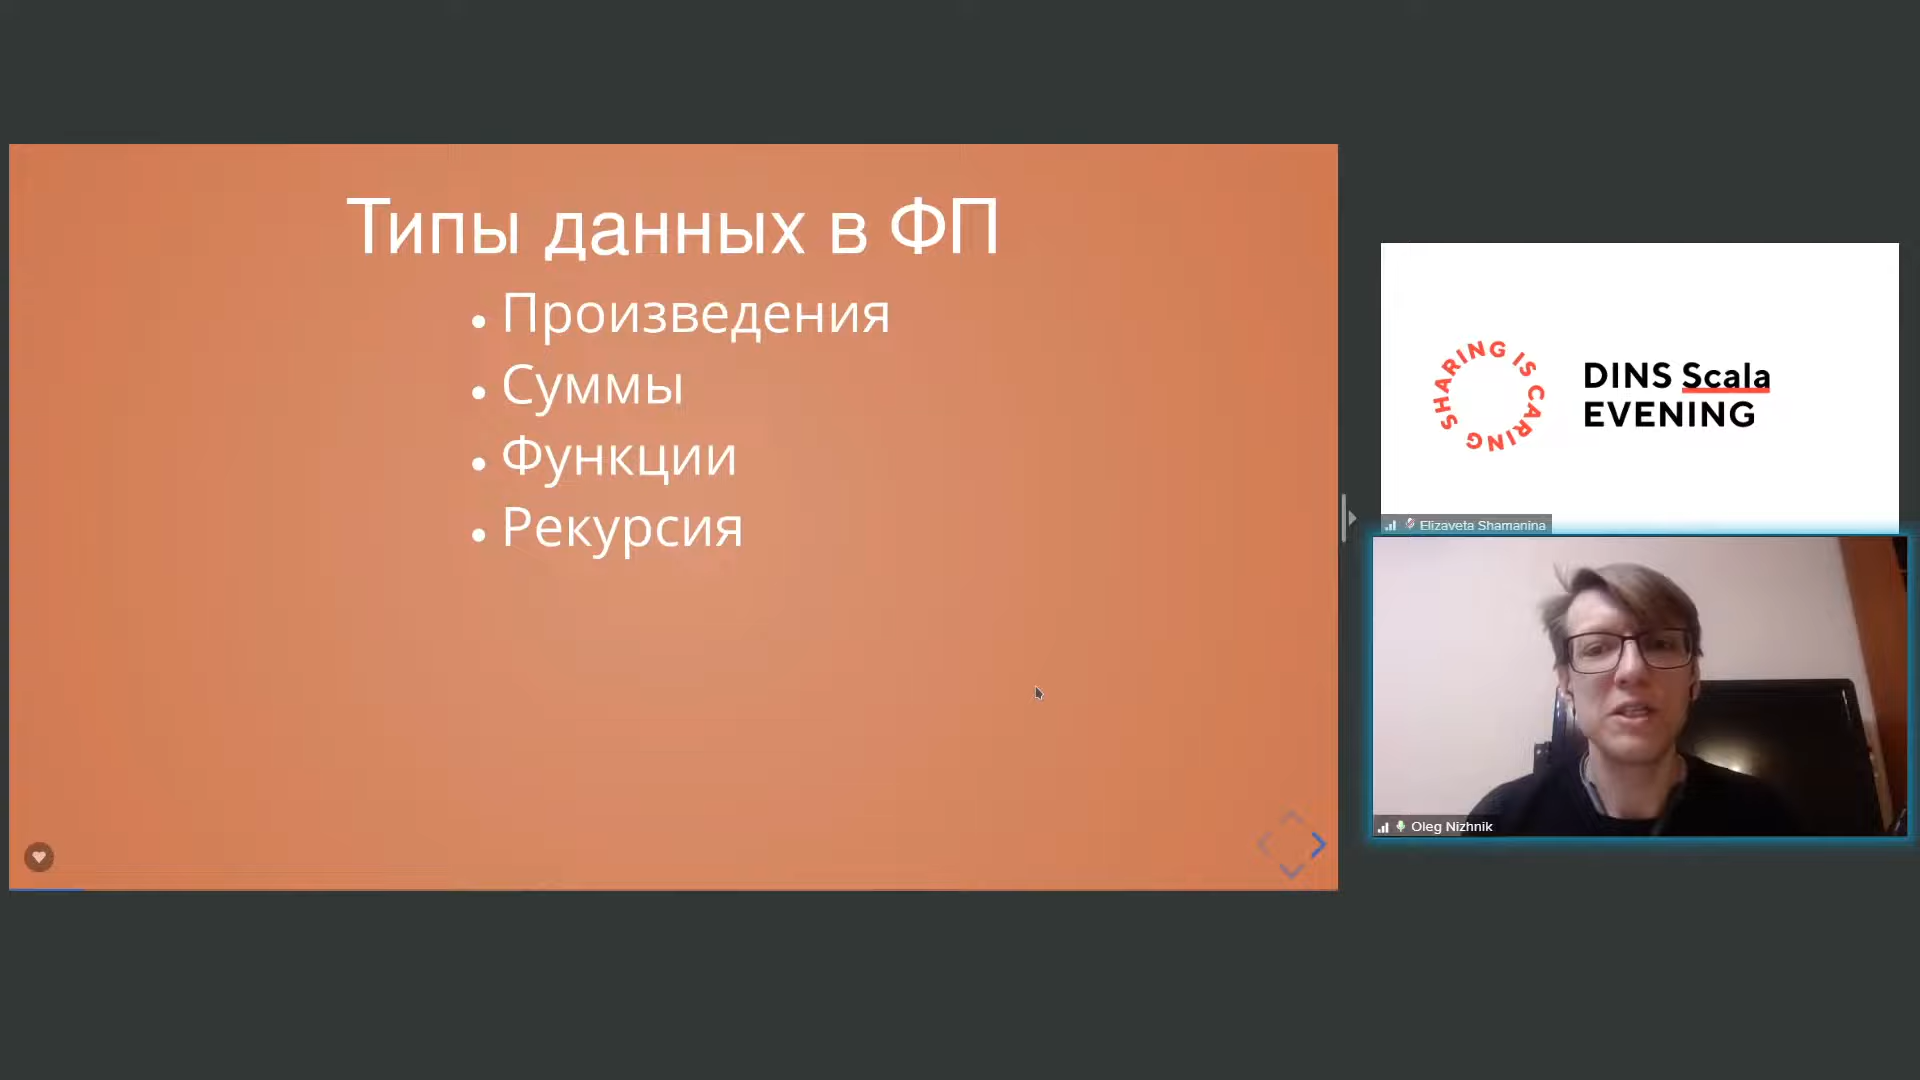 Типы данных в ФП
Произведения
Суммы
Функции
Рекурсия
SHARING IS CARING
DINS Scala
EVENING
Elizaveta Shamanina
Oleg Nizhnik